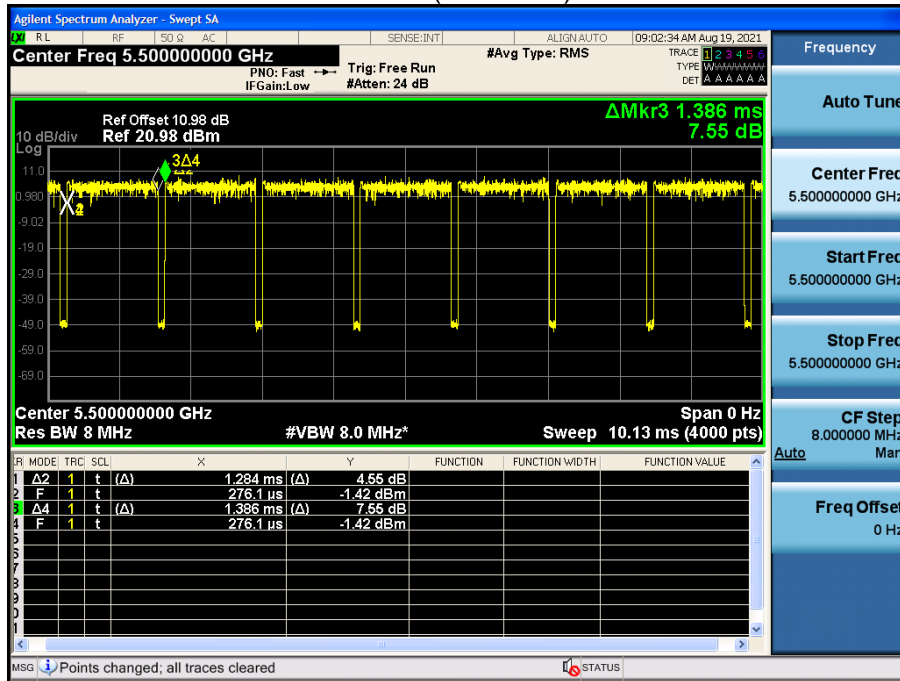 Agilent Spectrum Analyzer - Swept SA
LXI RL RF 50 Ω AC SENSE:INT ALIGN AUTO 09:02:34 AM Aug 19, 2021
Center Freq 5.500000000 GHz #Avg Type: RMS TRACE 1 2 3 4 5 6
PNO: Fast Trig: Free Run TYPE WWWWWW
IFGain:Low #Atten: 24 dB DET A A A A A A
Frequency
Auto Tune
Center Freq
5.500000000 GHz
Start Freq
5.500000000 GHz
Stop Freq
5.500000000 GHz
CF Step
8.000000 MHz
Auto Man
Freq Offset
0 Hz
ΔMkr3 1.386 ms
7.55 dB
Ref Offset 10.98 dB
10 dB/div Ref 20.98 dBm
Log
3Δ4
11.0
0.980
-9.02
-19.0
-29.0
-39.0
-49.0
-59.0
-69.0
Center 5.500000000 GHz Span 0 Hz
Res BW 8 MHz #VBW 8.0 MHz* Sweep 10.13 ms (4000 pts)
MODE TRC SCL X Y FUNCTION FUNCTION WIDTH FUNCTION VALUE
1 Δ2 1 t (Δ) 1.284 ms (Δ) 4.55 dB
2 F 1 t 276.1 µs -1.42 dBm
3 Δ4 1 t (Δ) 1.386 ms (Δ) 7.55 dB
4 F 1 t 276.1 µs -1.42 dBm
5
6
7
8
9
MSG Points changed; all traces cleared STATUS